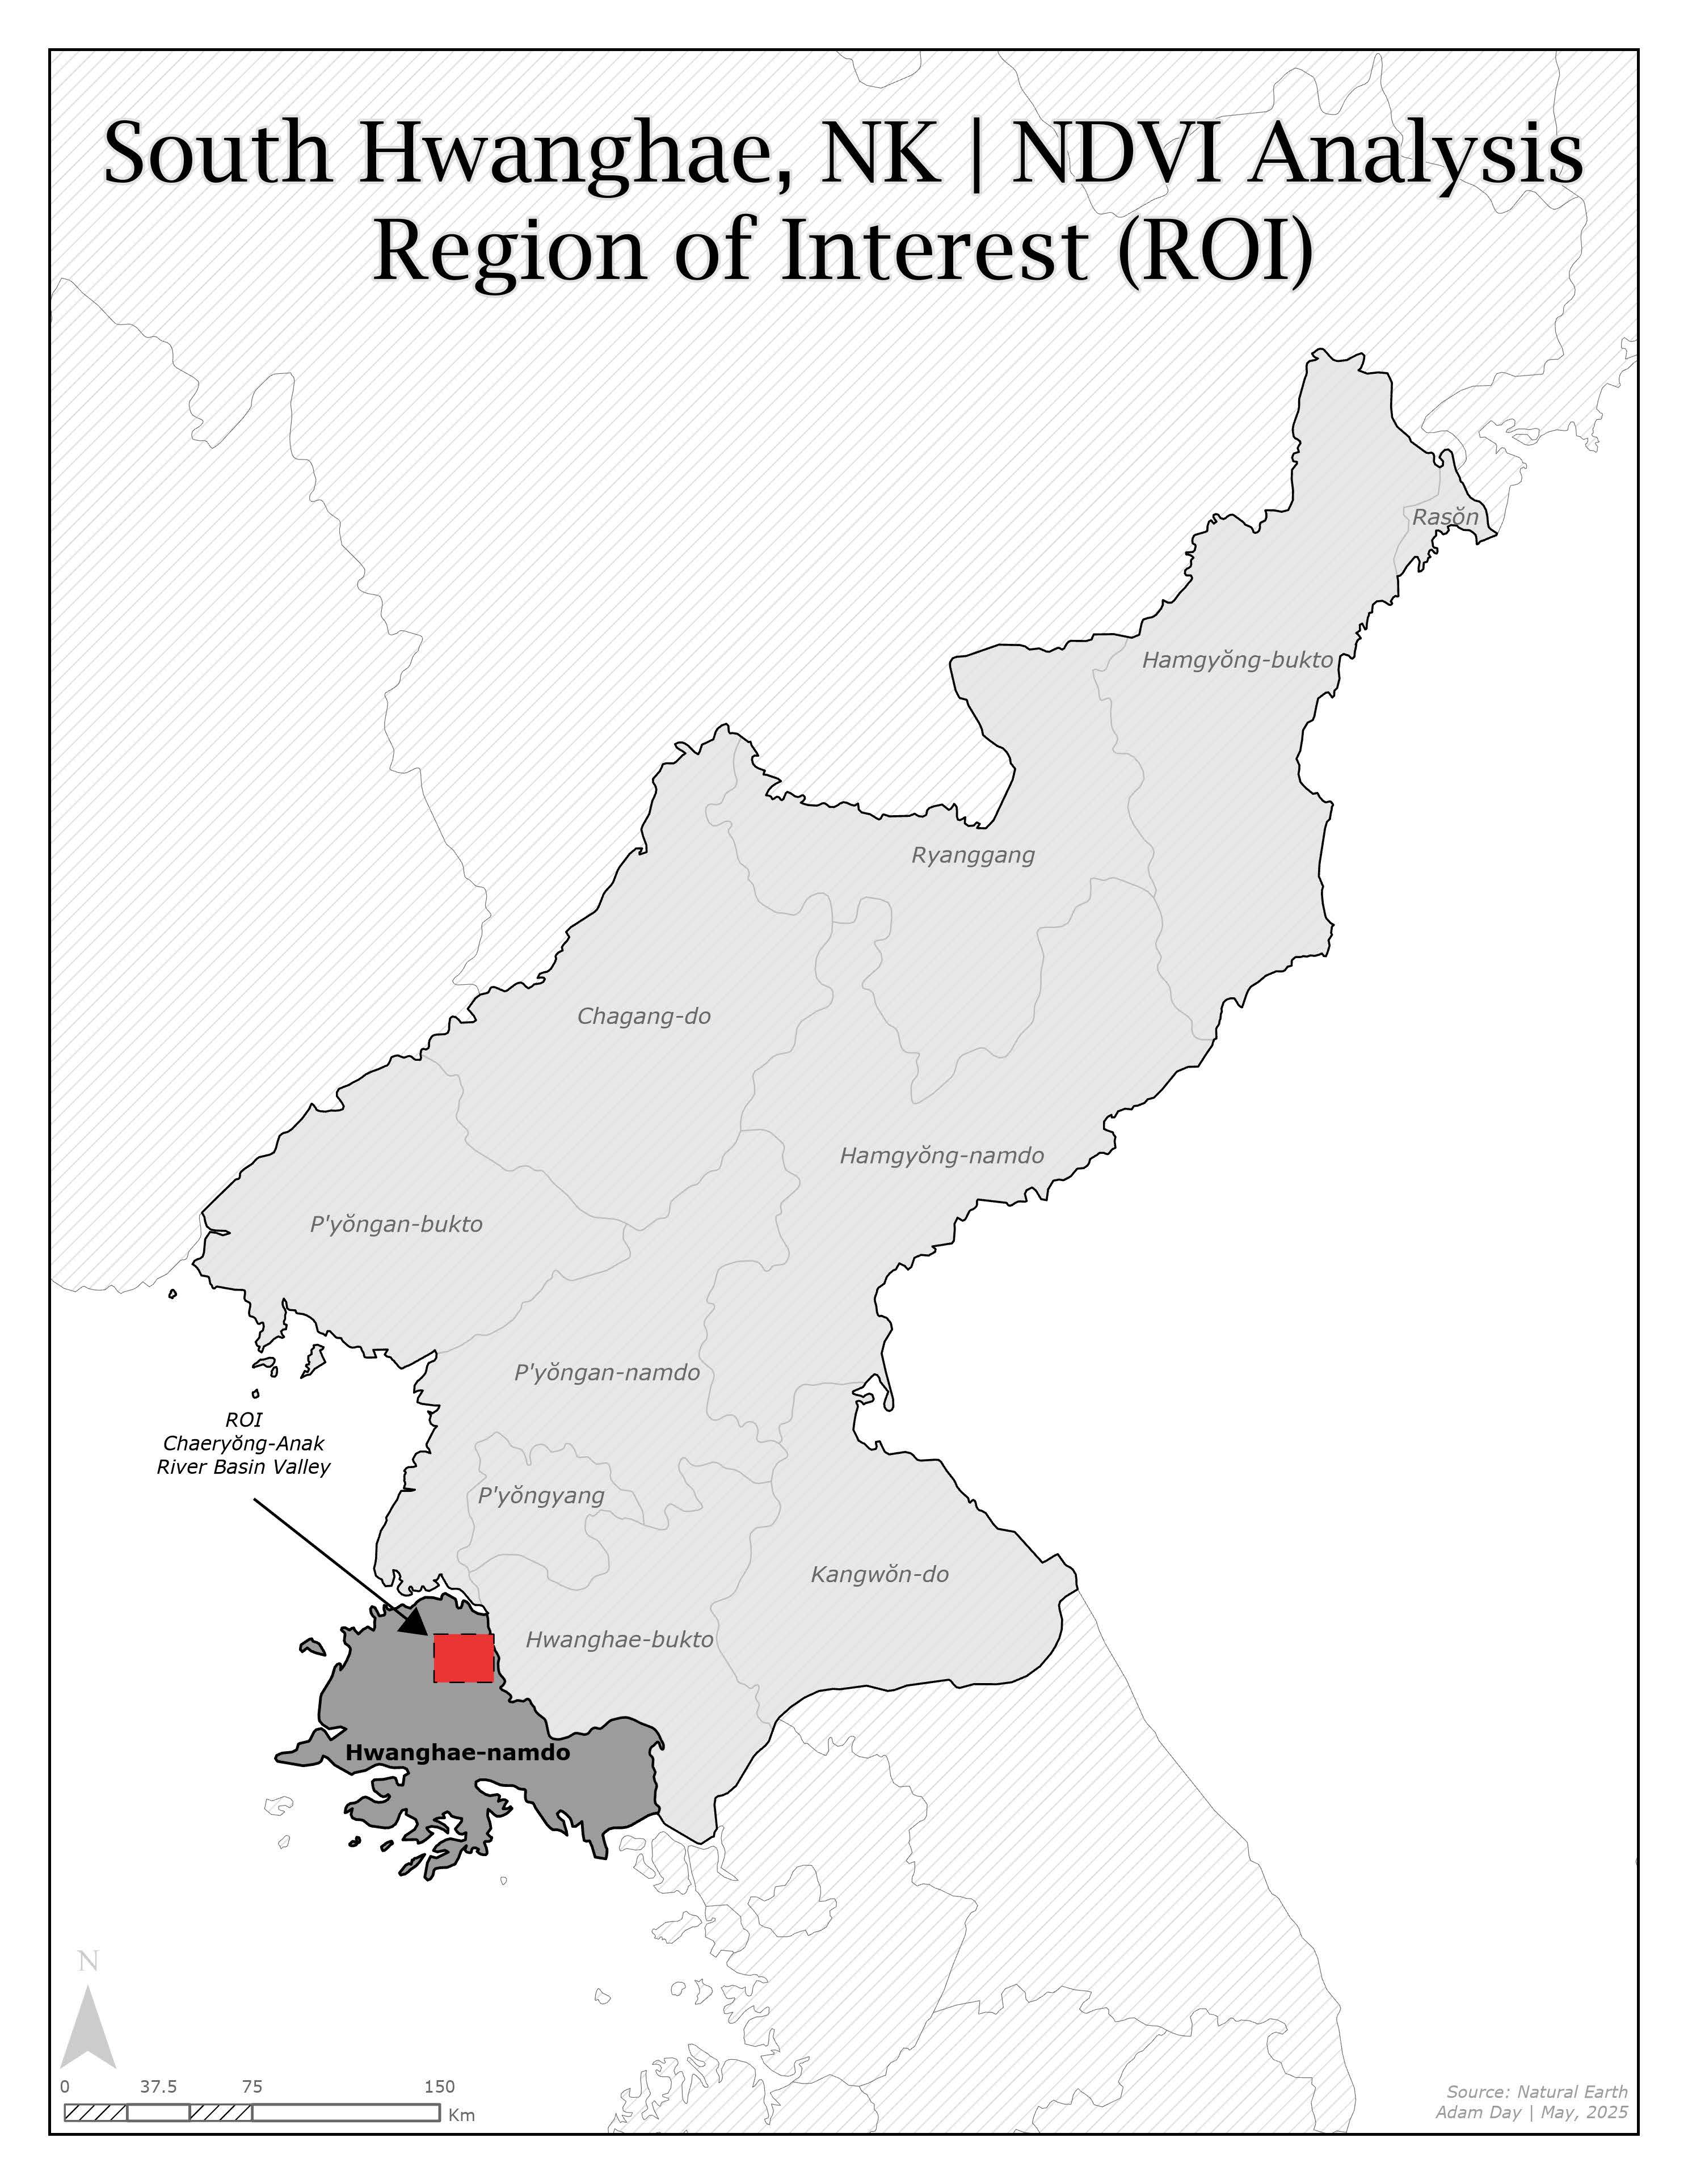 South Hwanghae, NK | NDVI Analysis
Region of Interest (ROI)
Rasŏn
Hamgyŏng-bukto
Ryanggang
Chagang-do
Hamgyŏng-namdo
P'yŏngan-bukto
P'yŏngan-namdo
ROI
Chaeryŏng-Anak
River Basin Valley
P'yŏngyang
Kangwŏn-do
Hwanghae-bukto
Hwanghae-namdo
N
0 37.5 75 150
Km
Source: Natural Earth
Adam Day | May, 2025